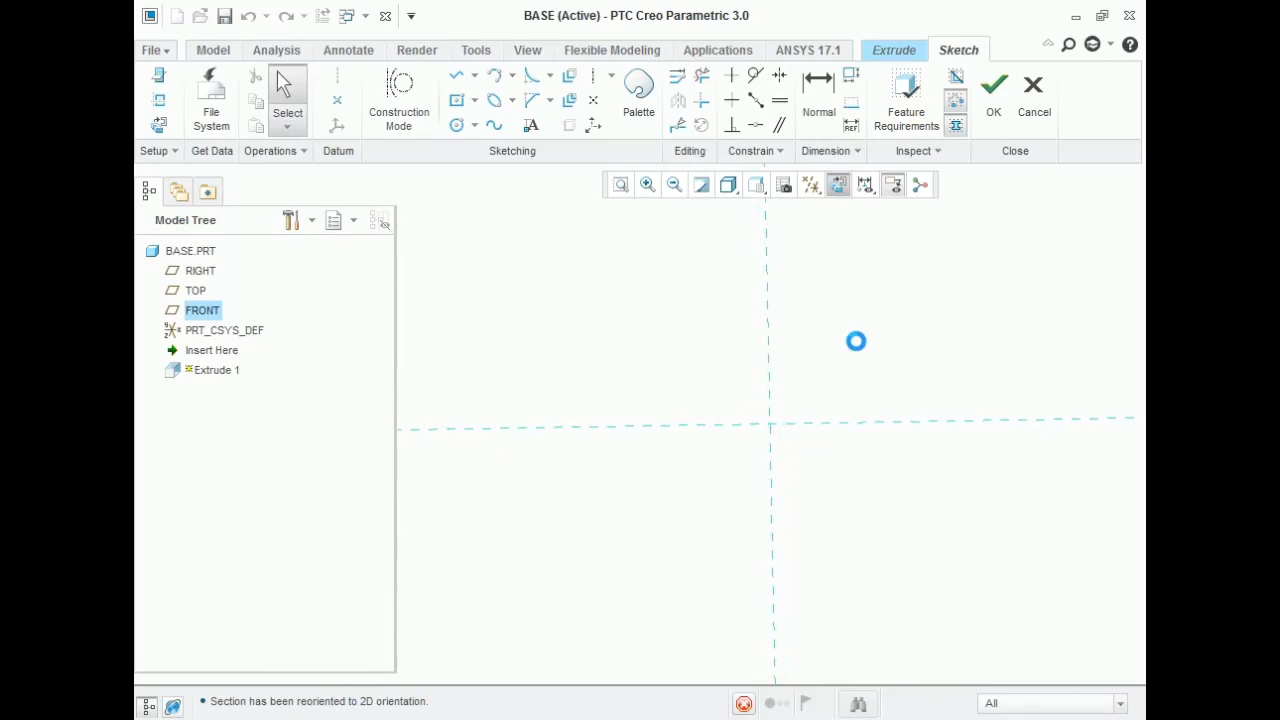 BASE (Active) - PTC Creo Parametric 3.0
File Model Analysis Annotate Render Tools View Flexible Modeling Applications ANSYS 17.1 Extrude Sketch
File System
Select
Construction Mode
Palette
Normal
REF
Feature Requirements
OK
Cancel
Setup Get Data Operations Datum Sketching Editing Constrain Dimension Inspect Close
Model Tree
BASE.PRT
RIGHT
TOP
FRONT
PRT_CSYS_DEF
Insert Here
Extrude 1
Section has been reoriented to 2D orientation.
All